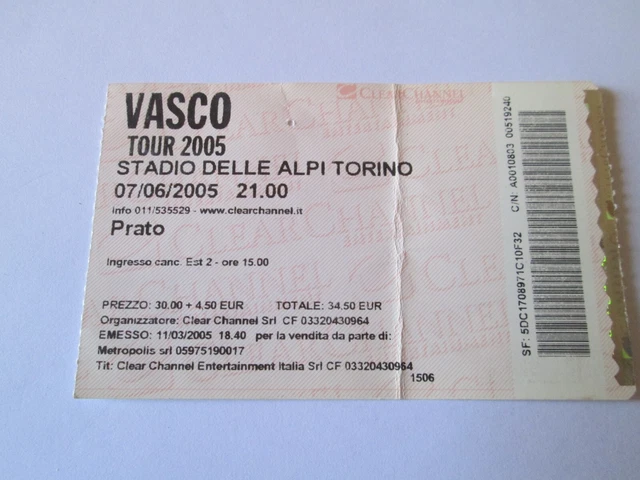 CLEAR CHANNEL
VASCO
TOUR 2005
STADIO DELLE ALPI TORINO
07/06/2005 21.00
info 011/535529 - www.clearchannel.it
Prato
Ingresso canc. Est 2 - ore 15.00
PREZZO: 30.00 + 4,50 EUR TOTALE: 34.50 EUR
Organizzatore: Clear Channel Srl CF 03320430964
EMESSO: 11/03/2005 18.40 per la vendita da parte di:
Metropolis srl 05975190017
Tit: Clear Channel Entertainment Italia Srl CF 03320430964
1506
SF: 5DC1708971C10F32 C/N: A0010803 00519240